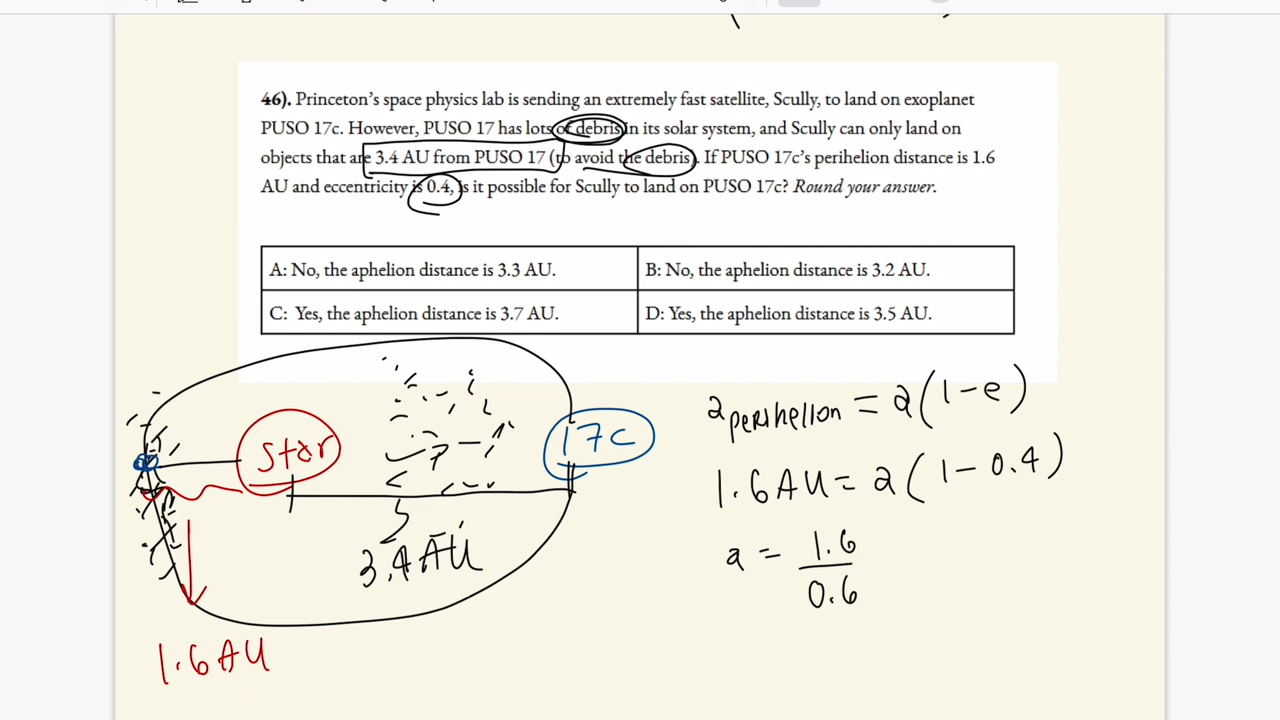 46). Princeton's space physics lab is sending an extremely fast satellite, Scully, to land on exoplanet
PUSO 17c. However, PUSO 17 has lots of debris in its solar system, and Scully can only land on
objects that are 3.4 AU from PUSO 17 (to avoid the debris). If PUSO 17c's perihelion distance is 1.6
AU and eccentricity is 0.4, is it possible for Scully to land on PUSO 17c? Round your answer.
A: No, the aphelion distance is 3.3 AU.
B: No, the aphelion distance is 3.2 AU.
C: Yes, the aphelion distance is 3.7 AU.
D: Yes, the aphelion distance is 3.5 AU.
star
17c
3.4 AU
1.6 AU
a perihelion = a(1-e)
1.6 AU = a(1-0.4)
a = 1.6
0.6